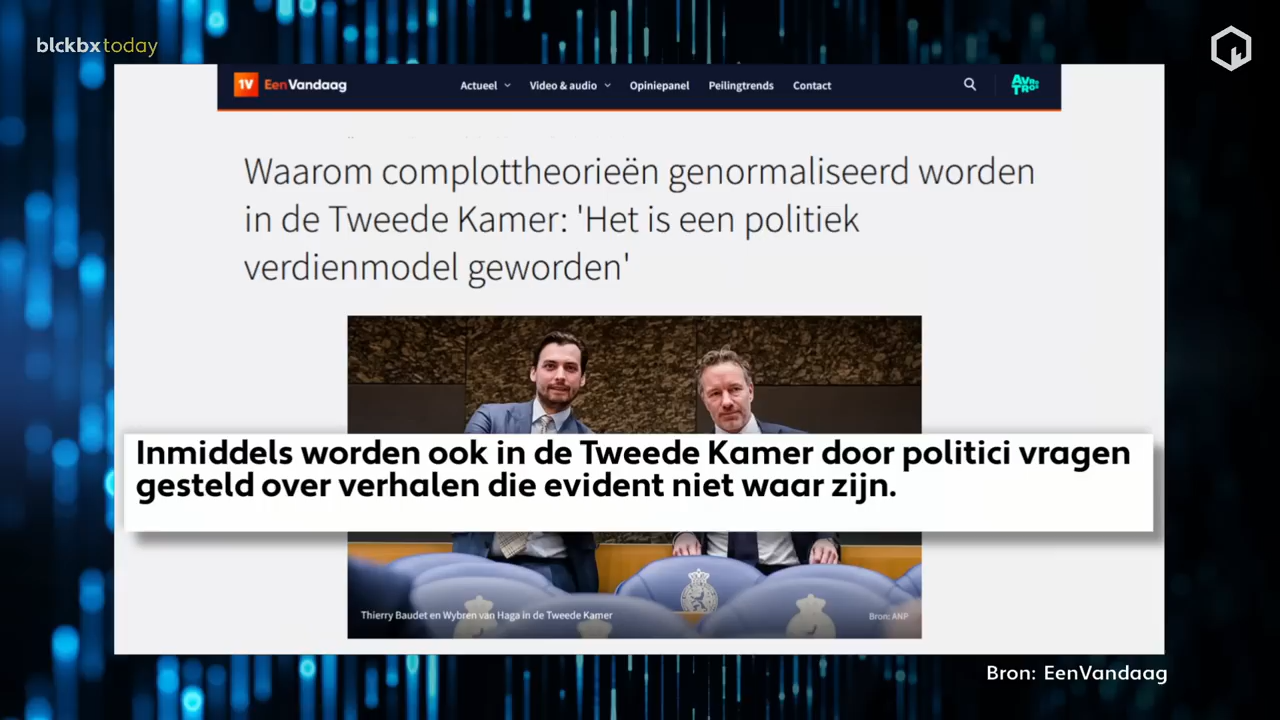 blckbxtoday
1V EenVandaag
Actueel Video & audio Opiniepanel Peilingtrends Contact
AVROTROS
Waarom complottheorieën genormaliseerd worden
in de Tweede Kamer: 'Het is een politiek
verdienmodel geworden'
Inmiddels worden ook in de Tweede Kamer door politici vragen
gesteld over verhalen die evident niet waar zijn.
Thierry Baudet en Wybren van Haga in de Tweede Kamer
Bron: ANP
Bron: EenVandaag